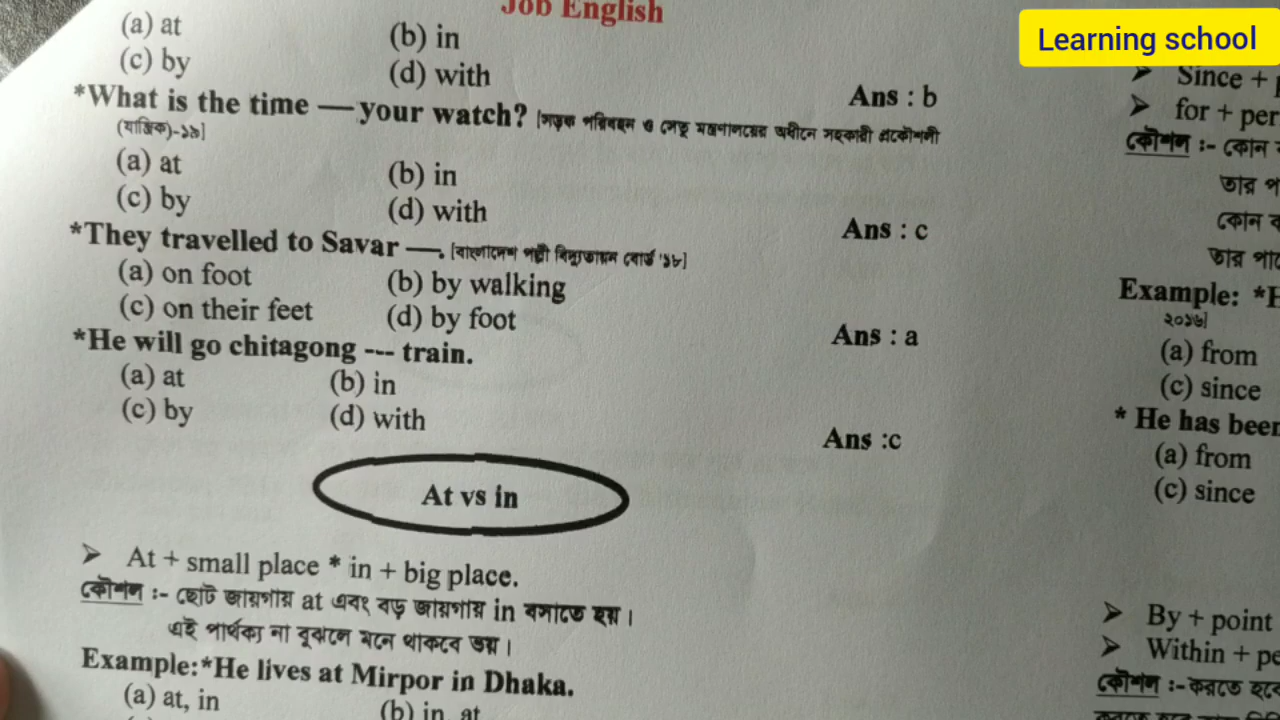 Job English
Learning school
(a) at
(b) in
(c) by
(d) with
Ans : b
*What is the time — your watch? [সড়ক পরিবহন ও সেতু মন্ত্রণালয়ের অধীনে সহকারী প্রকৌশলী
(যান্ত্রিক)-১৯]
(a) at
(b) in
(c) by
(d) with
Ans : c
*They travelled to Savar —. [বাংলাদেশ পল্লী বিদ্যুতায়ন বোর্ড '১৮]
(a) on foot
(b) by walking
(c) on their feet
(d) by foot
Ans : a
*He will go chitagong --- train.
(a) at
(b) in
(c) by
(d) with
Ans :c
At vs in
➤ At + small place * in + big place.
কৌশল :- ছোট জায়গায় at এবং বড় জায়গায় in বসাতে হয়।
এই পার্থক্য না বুঝলে মনে থাকবে ভয়।
Example:*He lives at Mirpor in Dhaka.
(a) at, in
(b) in, at
➤ Since +
➤ for + per
কৌশল :- কোন
তার
কোন
তার
Example: *H
২০১৬]
(a) from
(c) since
* He has been
(a) from
(c) since
➤ By + point
➤ Within + pe
কৌশল :-করতে হবে